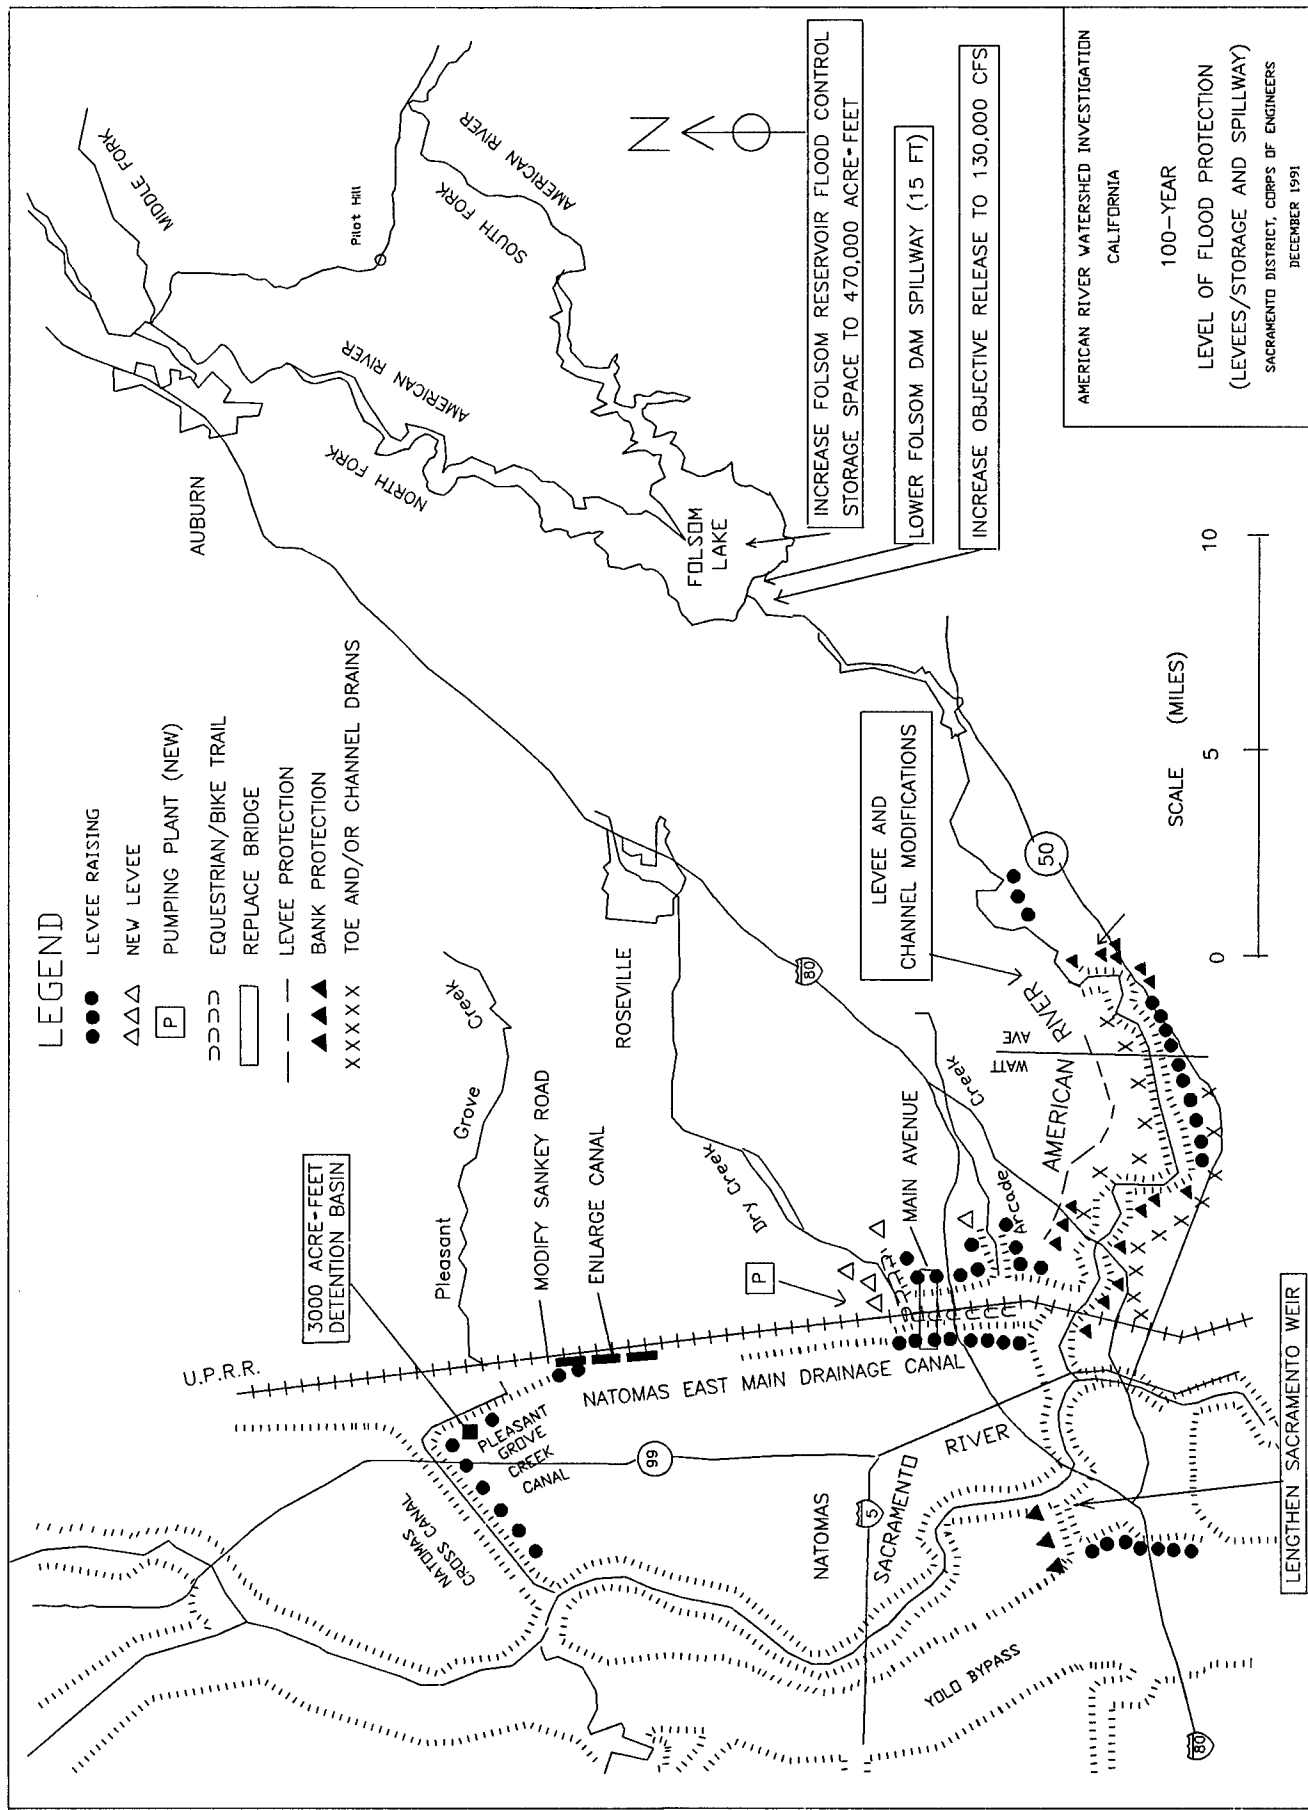 LEGEND
LEVEE RAISING
NEW LEVEE
P PUMPING PLANT (NEW)
EQUESTRIAN/BIKE TRAIL
REPLACE BRIDGE
LEVEE PROTECTION
BANK PROTECTION
XXXXX TOE AND/OR CHANNEL DRAINS
MIDDLE FORK
Pilot Hill
AUBURN
NORTH FORK
AMERICAN RIVER
SOUTH FORK
AMERICAN RIVER
N
FOLSOM
LAKE
INCREASE FOLSOM RESERVOIR FLOOD CONTROL
STORAGE SPACE TO 470,000 ACRE-FEET
LOWER FOLSOM DAM SPILLWAY (15 FT)
INCREASE OBJECTIVE RELEASE TO 130,000 CFS
3000 ACRE-FEET
DETENTION BASIN
Pleasant
Grove
Creek
ROSEVILLE
MODIFY SANKEY ROAD
ENLARGE CANAL
U.P.R.R.
PLEASANT
GROVE
CREEK
CANAL
NATOMAS
CROSS CANAL
NATOMAS EAST MAIN DRAINAGE CANAL
99
80
Dry Creek
P
MAIN AVENUE
Arcade
Creek
LEVEE AND
CHANNEL MODIFICATIONS
AMERICAN
RIVER
WATT
AVE
50
NATOMAS
5
SACRAMENTO
RIVER
YOLO BYPASS
80
LENGTHEN SACRAMENTO WEIR
X X X X X X X X X X X X X X X X X X
0 5 10
SCALE (MILES)
AMERICAN RIVER WATERSHED INVESTIGATION
CALIFORNIA
100-YEAR
LEVEL OF FLOOD PROTECTION
(LEVEES/STORAGE AND SPILLWAY)
SACRAMENTO DISTRICT, CORPS OF ENGINEERS
DECEMBER 1991